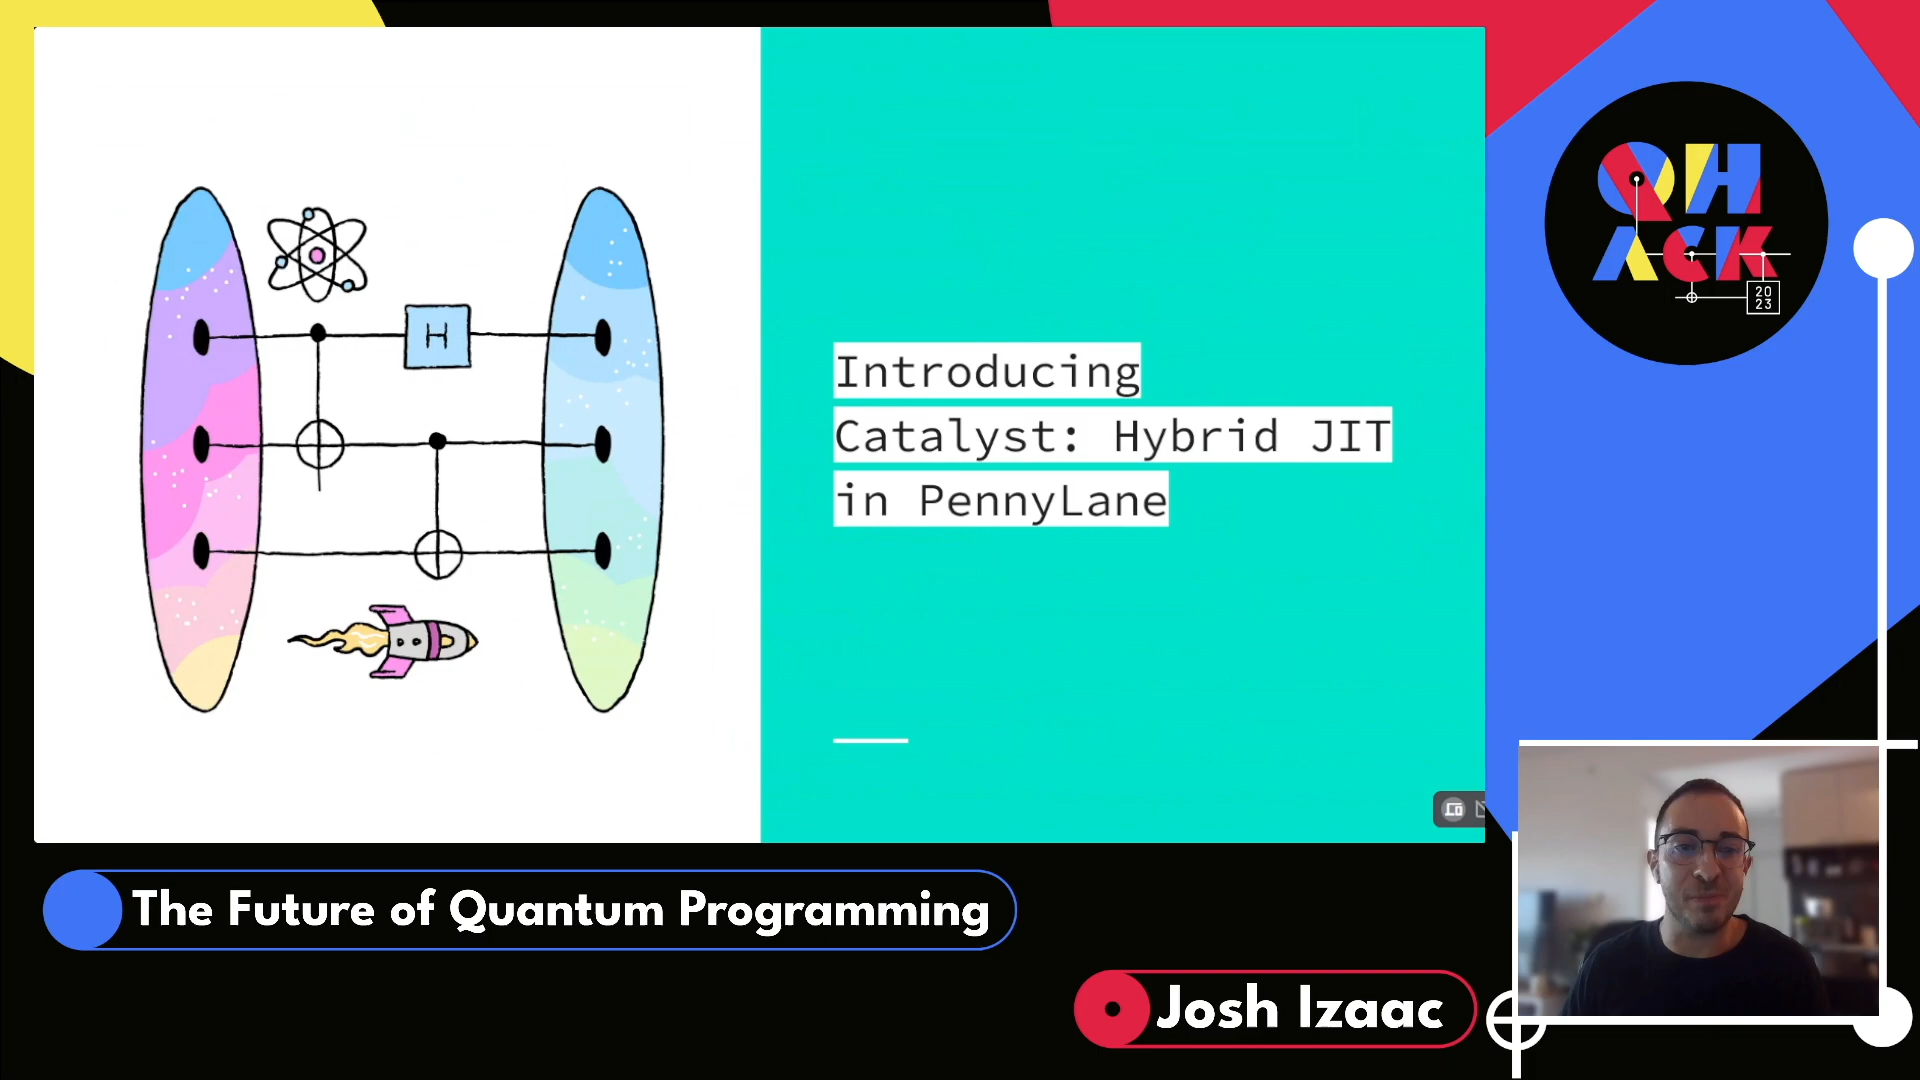 H
Introducing
Catalyst: Hybrid JIT
in PennyLane
QH
ACK
20
23
The Future of Quantum Programming
Josh Izaac